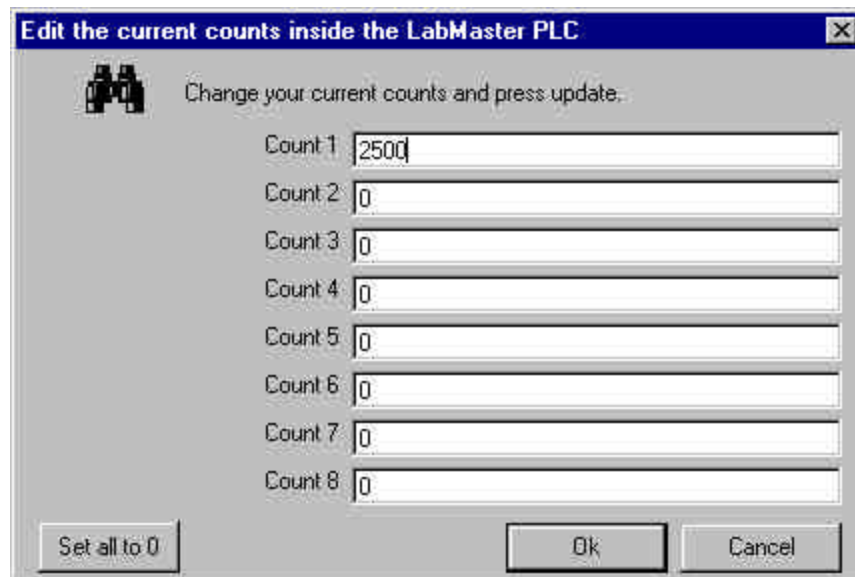 Edit the current counts inside the LabMaster PLC
Change your current counts and press update.
Count 1 2500
Count 2 0
Count 3 0
Count 4 0
Count 5 0
Count 6 0
Count 7 0
Count 8 0
Set all to 0 Ok Cancel